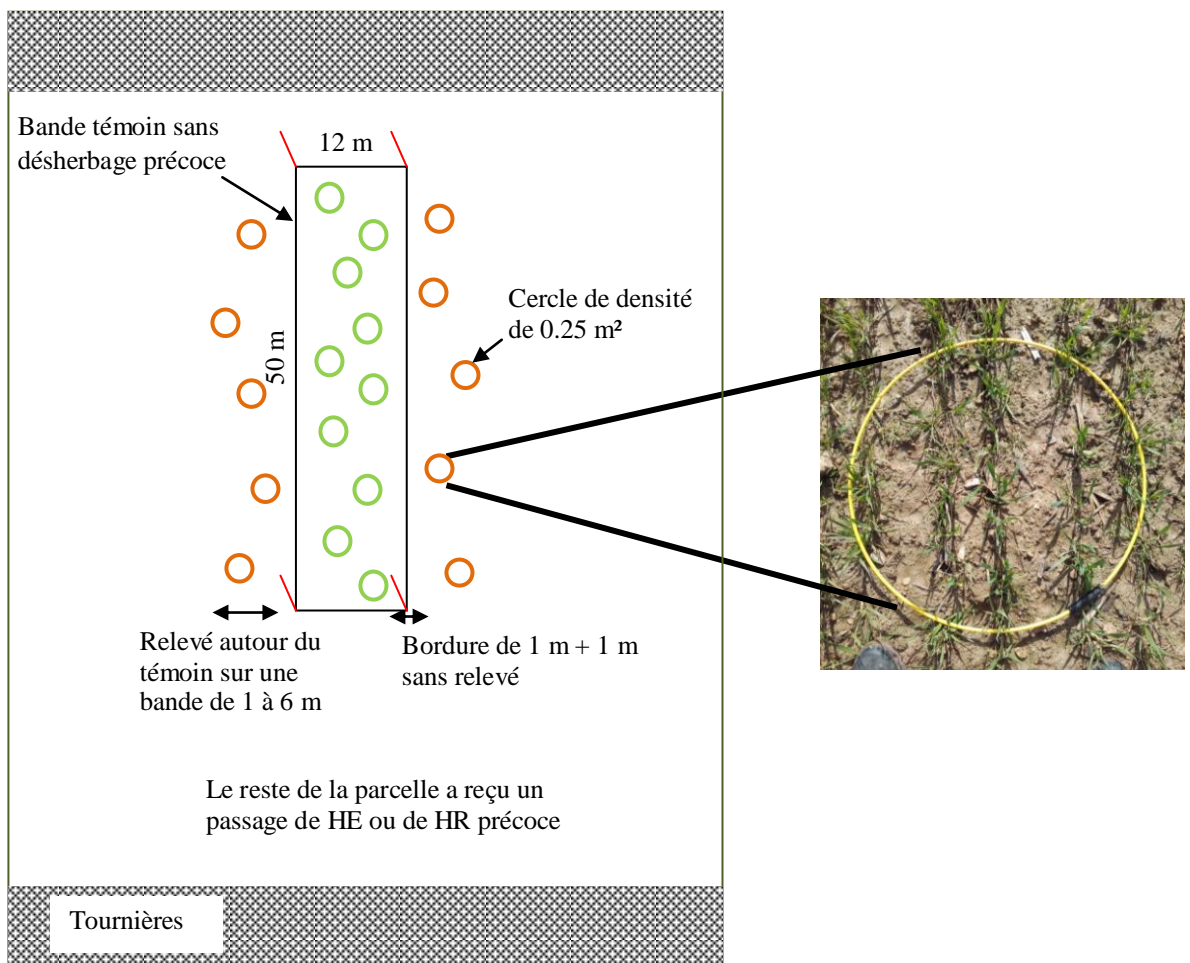 Bande témoin sans
désherbage précoce
12 m
50 m
Cercle de densité
de 0.25 m²
Relevé autour du
témoin sur une
bande de 1 à 6 m
Bordure de 1 m + 1 m
sans relevé
Le reste de la parcelle a reçu un
passage de HE ou de HR précoce
Tournières